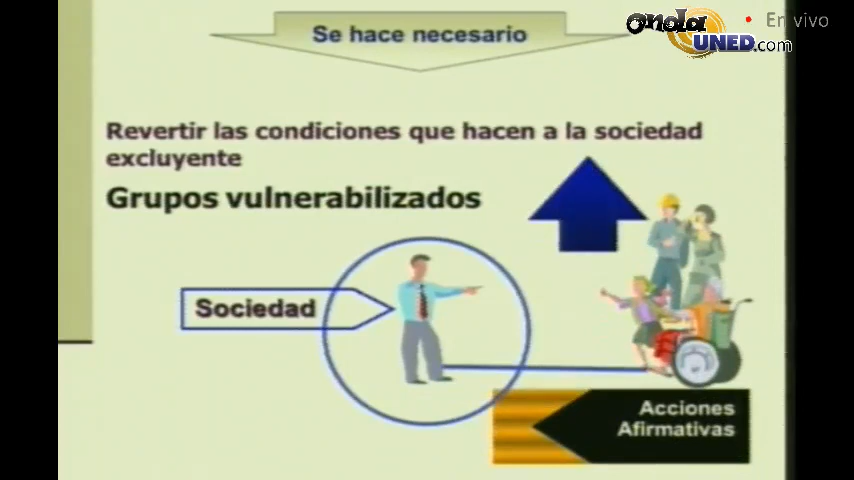 Se hace necesario
onda
UNED.com
En vivo
Revertir las condiciones que hacen a la sociedad
excluyente
Grupos vulnerabilizados
Sociedad
Acciones
Afirmativas